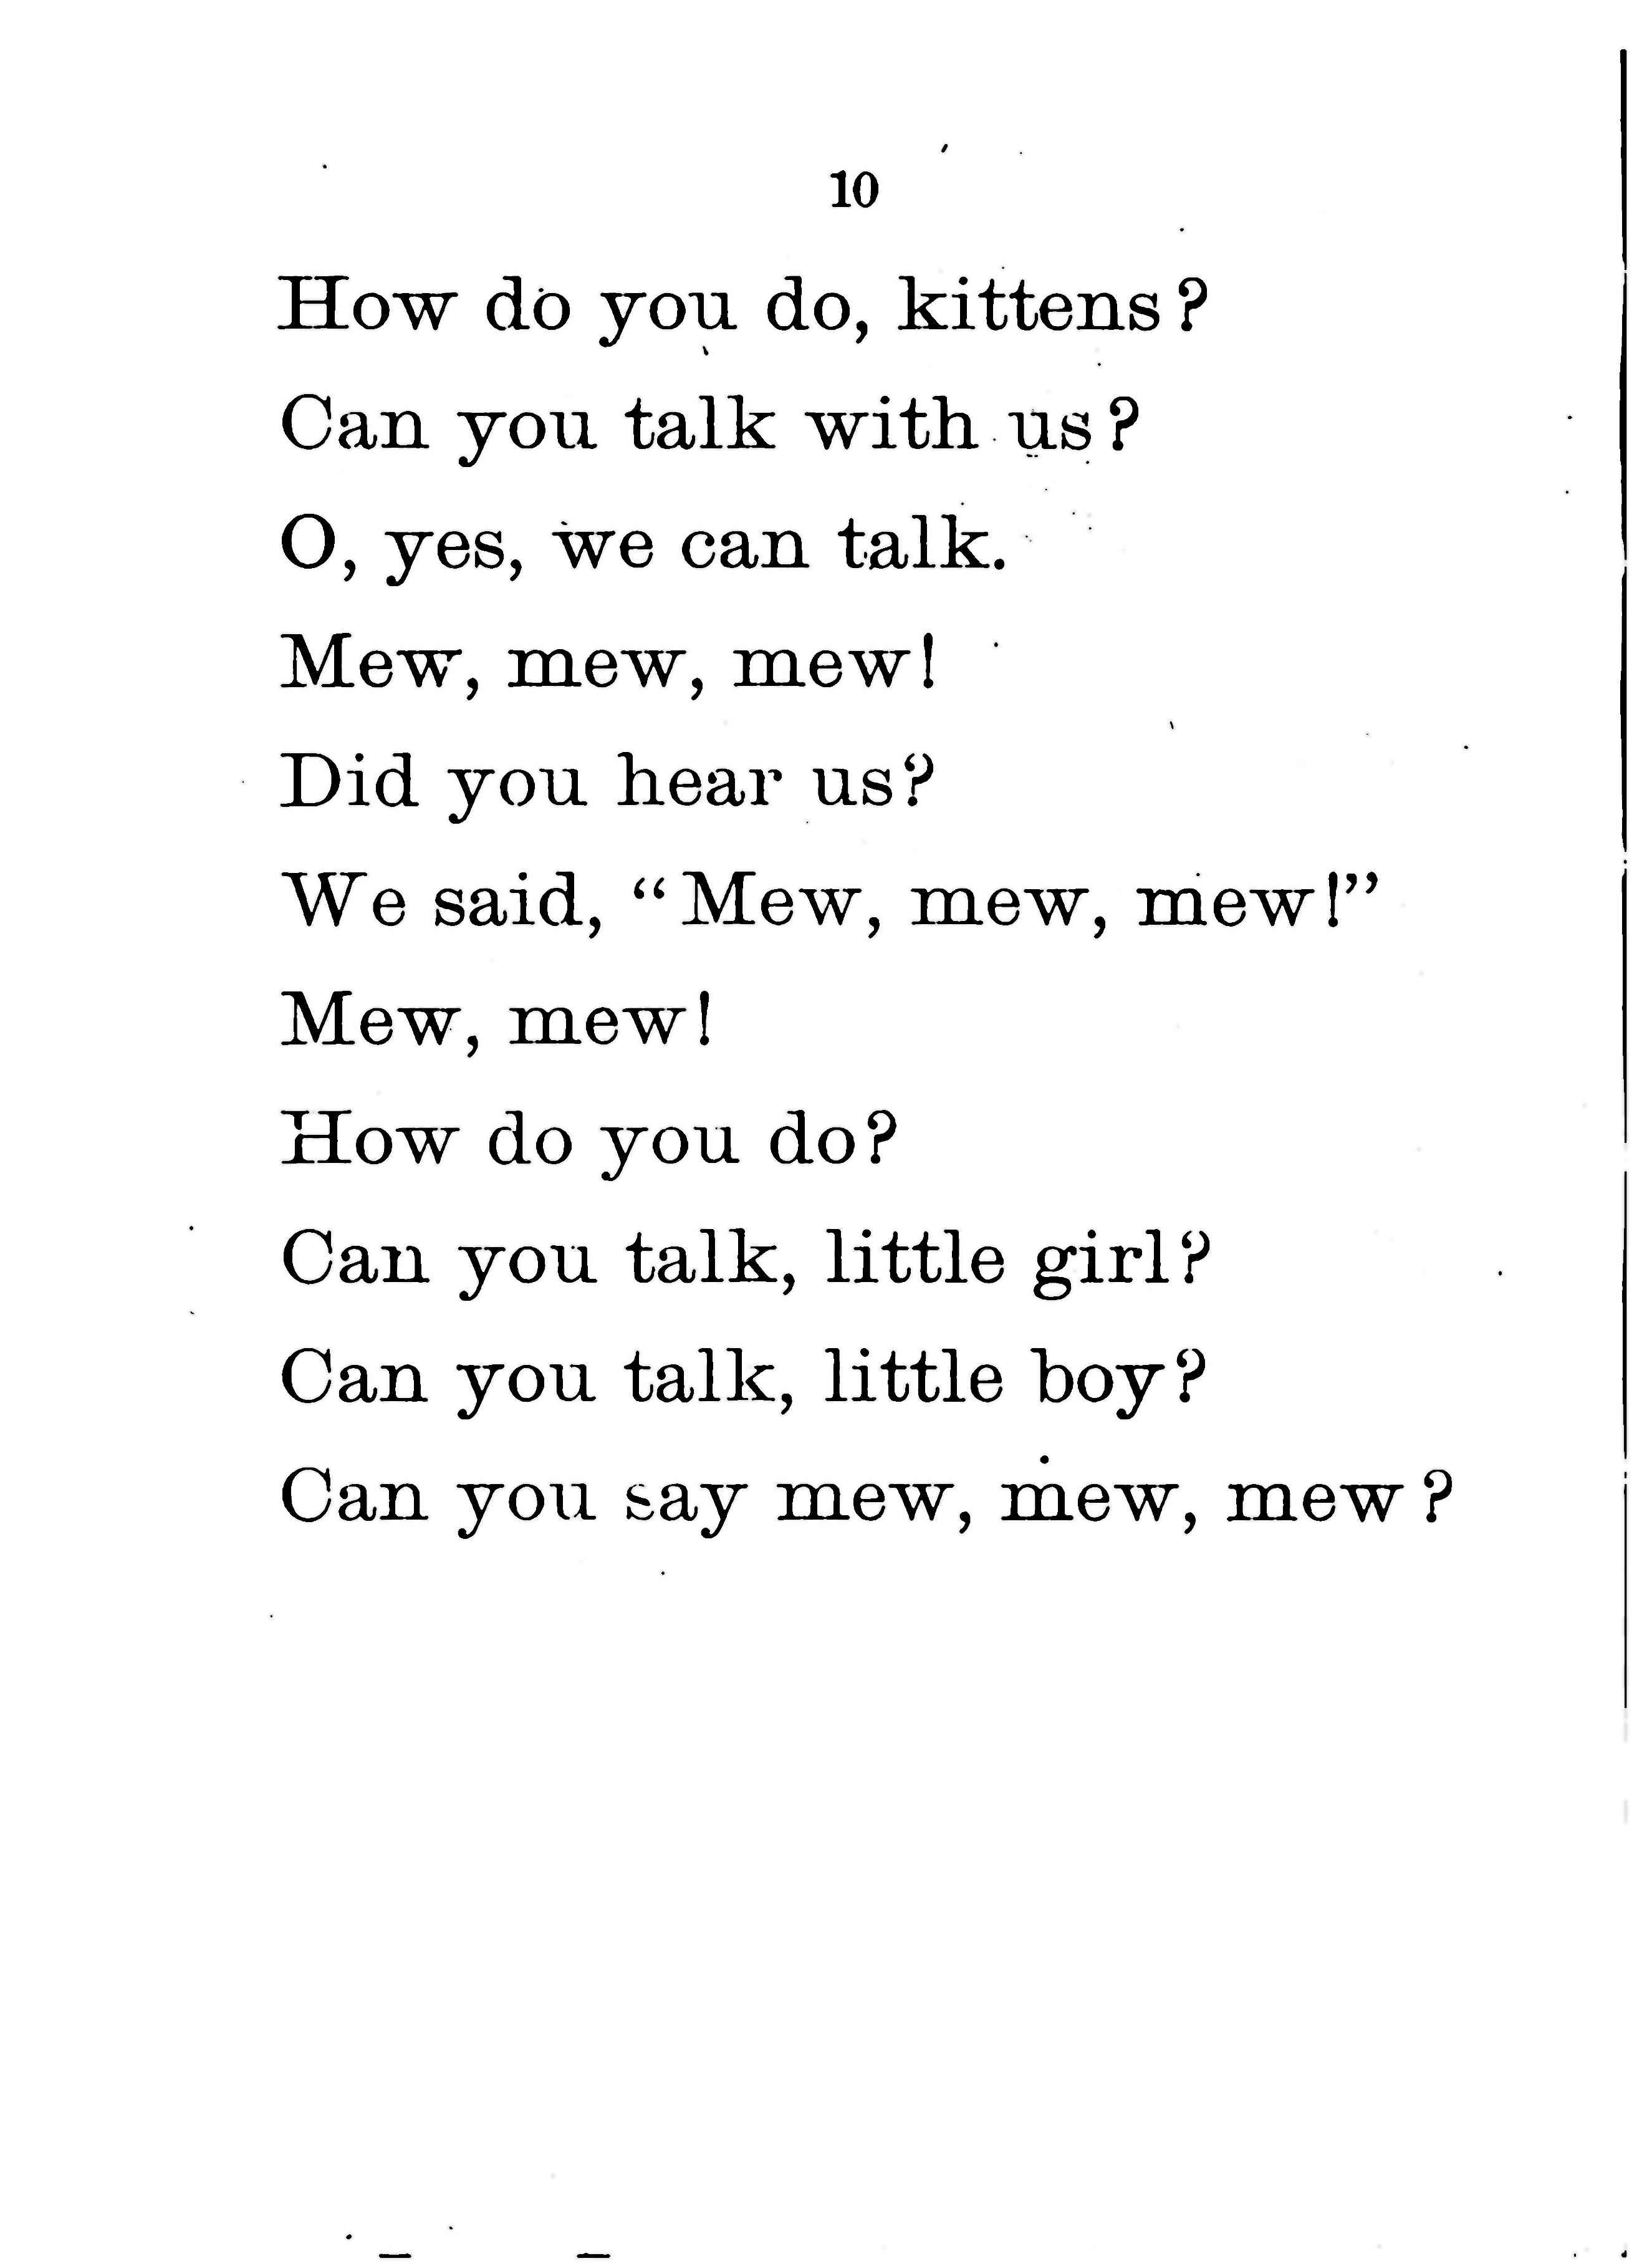 10
How do you do, kittens?
Can you talk with us?
O, yes, we can talk.
Mew, mew, mew!
Did you hear us?
We said, “Mew, mew, mew!”
Mew, mew!
How do you do?
Can you talk, little girl?
Can you talk, little boy?
Can you say mew, mew, mew?